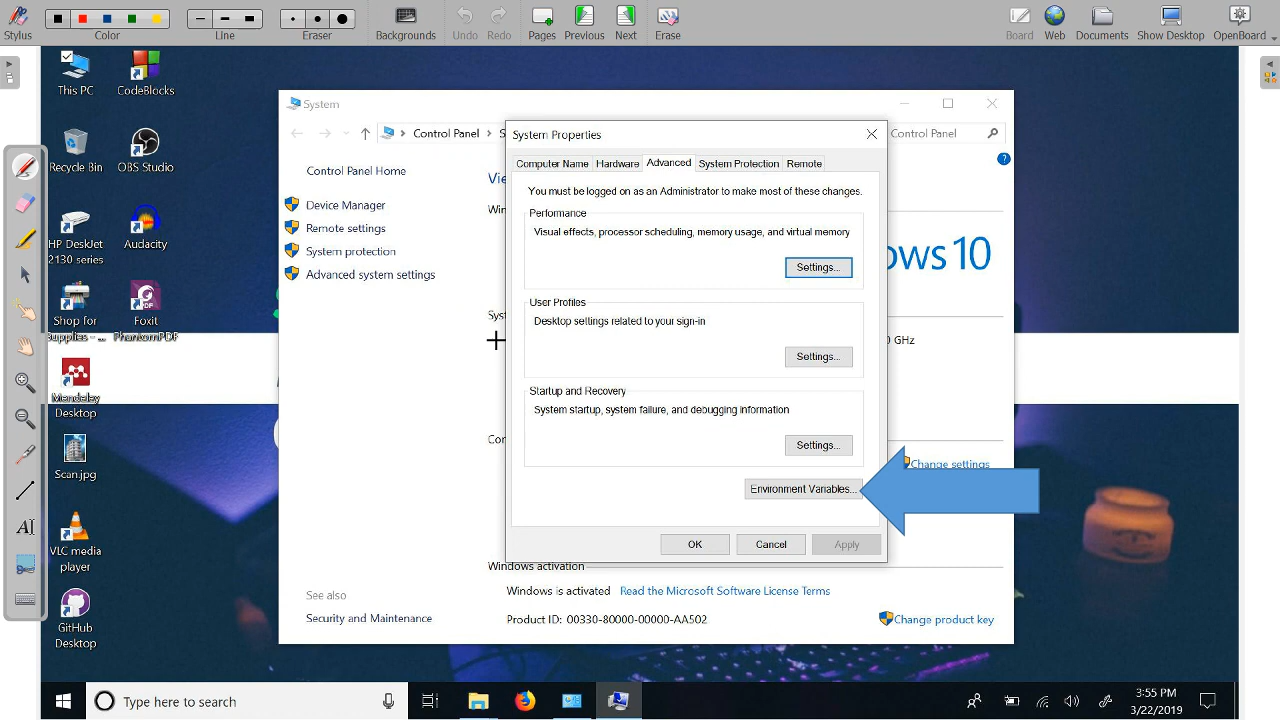 Stylus
Color
Line
Eraser
Backgrounds
Undo
Redo
Pages
Previous
Next
Erase
Board
Web
Documents
Show Desktop
OpenBoard
This PC
CodeBlocks
Recycle Bin
OBS Studio
HP DeskJet
2130 series
Audacity
Shop for
Supplies - ...
Foxit
PhantomPDF
Mendeley
Desktop
Scan.jpg
VLC media
player
GitHub
Desktop
System
Control Panel
S
Control Panel
Control Panel Home
Device Manager
Remote settings
System protection
Advanced system settings
See also
Security and Maintenance
Vie
Win
Syst
Con
ows 10
0 GHz
Change settings
System Properties
Computer Name
Hardware
Advanced
System Protection
Remote
You must be logged on as an Administrator to make most of these changes.
Performance
Visual effects, processor scheduling, memory usage, and virtual memory
Settings...
User Profiles
Desktop settings related to your sign-in
Settings...
Startup and Recovery
System startup, system failure, and debugging information
Settings...
Environment Variables...
OK
Cancel
Apply
Windows activation
Windows is activated Read the Microsoft Software License Terms
Product ID: 00330-80000-00000-AA502
Change product key
Type here to search
3:55 PM
3/22/2019